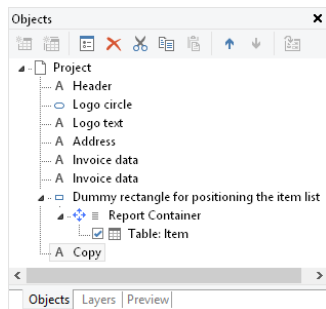 Objects
Project
Header
Logo circle
Logo text
Address
Invoice data
Invoice data
Dummy rectangle for positioning the item list
Report Container
Table: Item
Copy
Objects Layers Preview